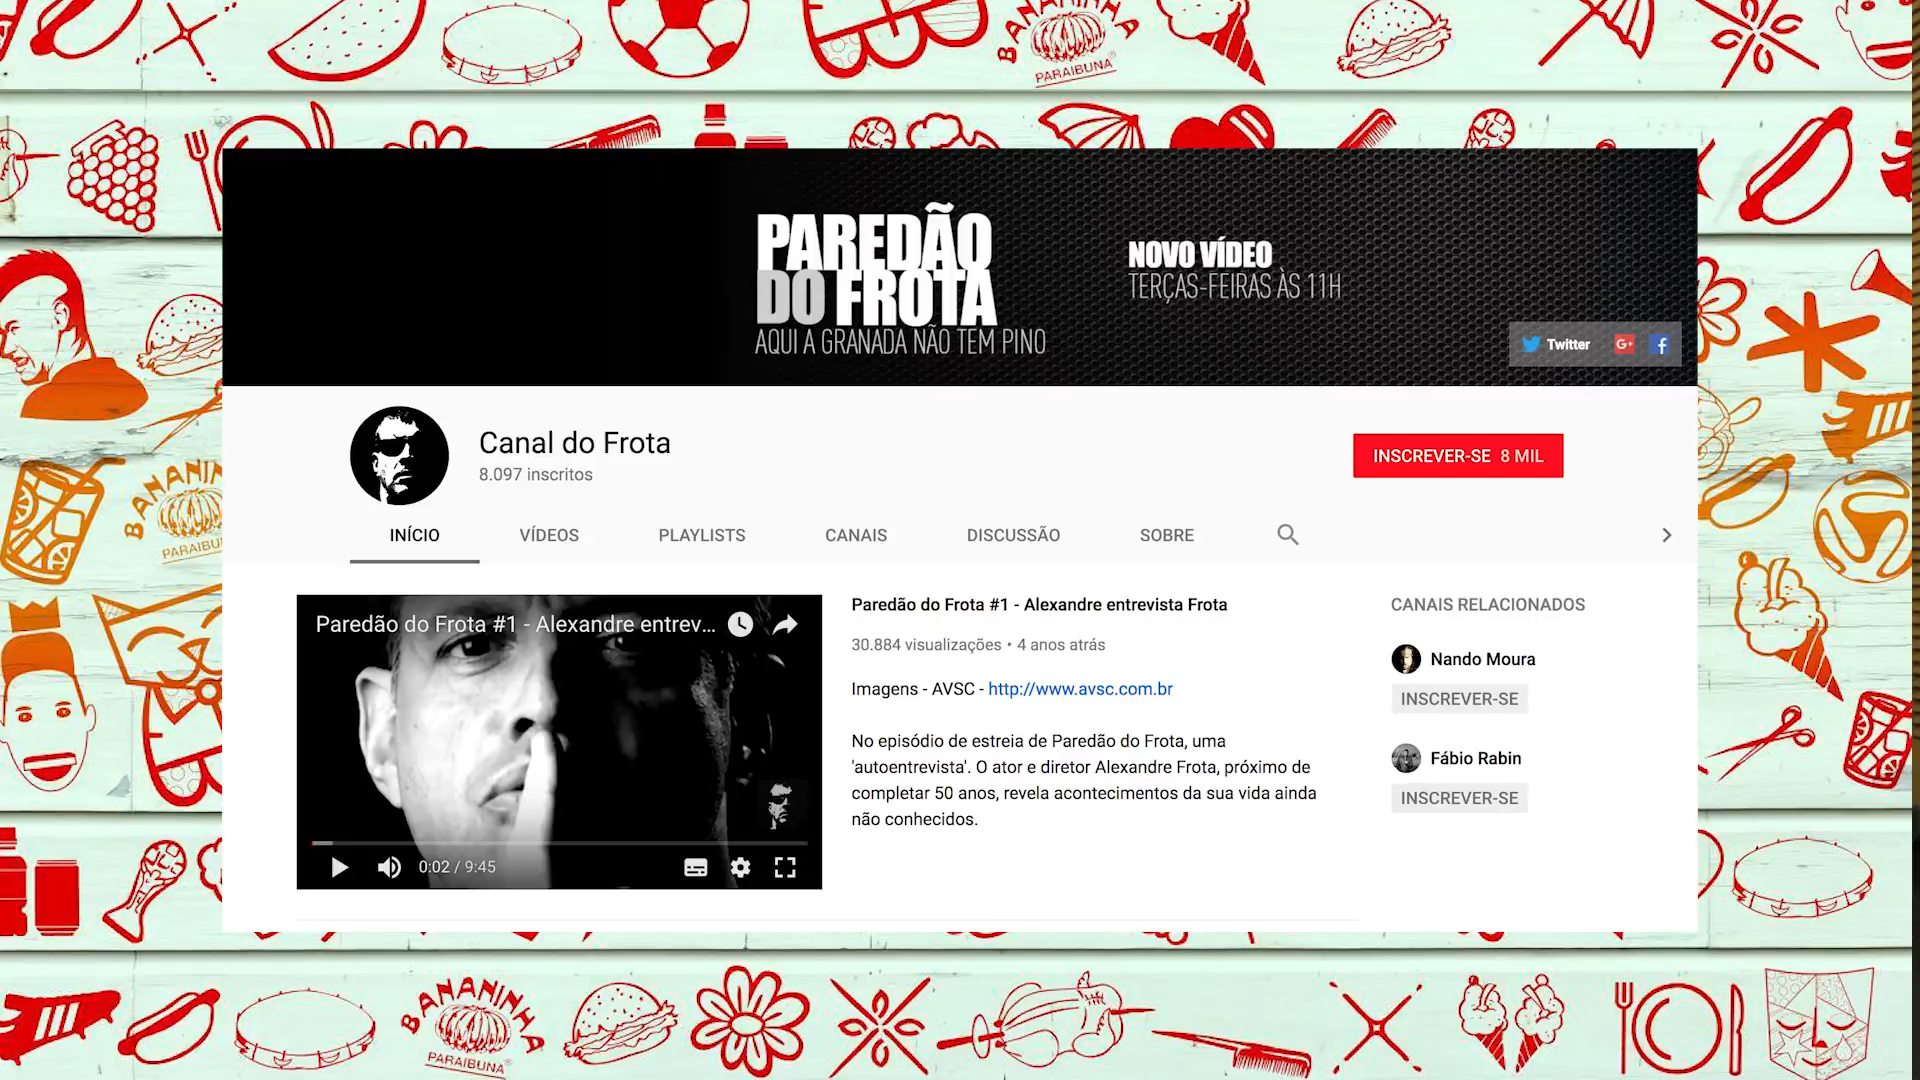 BANANINHA
PARAIBUNA
PAREDÃO
DO FROTA
AQUI A GRANADA NÃO TEM PINO
NOVO VÍDEO
TERÇAS-FEIRAS ÀS 11H
Twitter
G+
f
Canal do Frota
8.097 inscritos
INSCREVER-SE 8 MIL
INÍCIO
VÍDEOS
PLAYLISTS
CANAIS
DISCUSSÃO
SOBRE
Paredão do Frota #1 - Alexandre entrev...
0:02 / 9:45
Paredão do Frota #1 - Alexandre entrevista Frota
30.884 visualizações • 4 anos atrás
Imagens - AVSC - http://www.avsc.com.br
No episódio de estreia de Paredão do Frota, uma
'autoentrevista'. O ator e diretor Alexandre Frota, próximo de
completar 50 anos, revela acontecimentos da sua vida ainda
não conhecidos.
CANAIS RELACIONADOS
Nando Moura
INSCREVER-SE
Fábio Rabin
INSCREVER-SE
BANANIN
PARAIBU
BANANINHA
PARAIBUNA